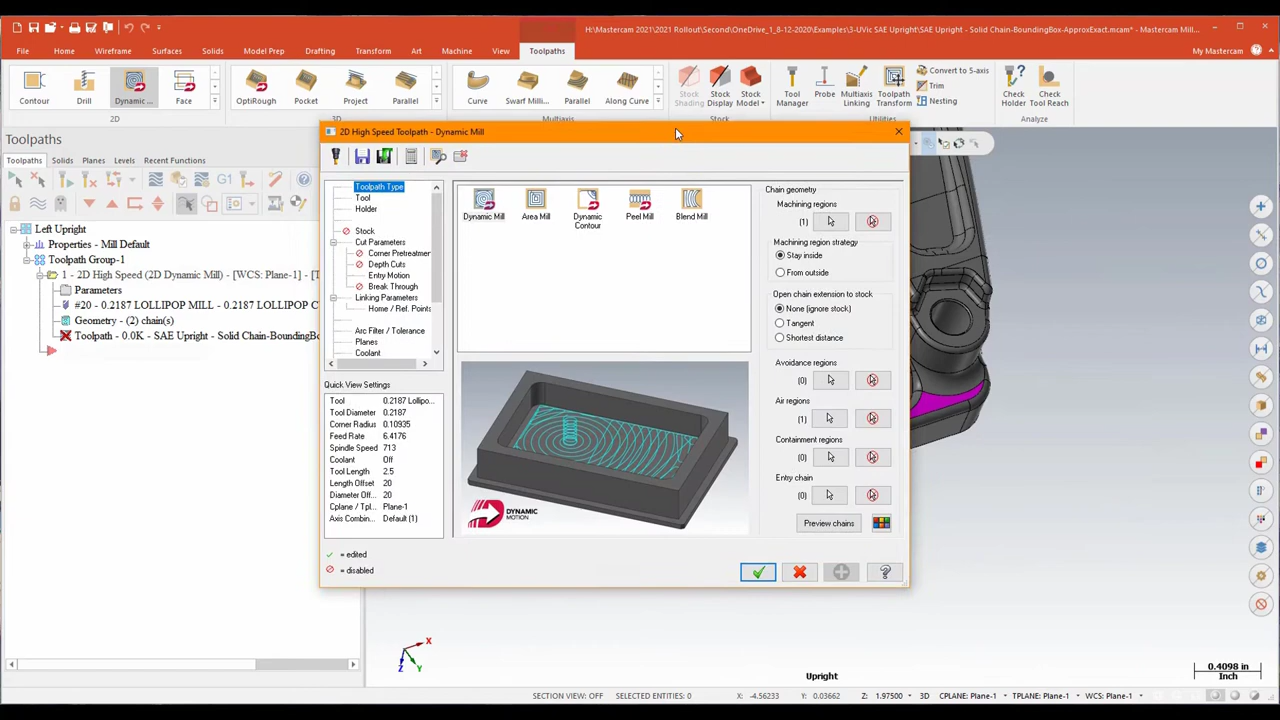 H:\Mastercam 2021\2021 Rollout\Second\OneDrive_1_8-12-2020\Examples\3-UVic SAE Upright\SAE Upright - Solid Chain-BoundingBox-ApproxExact.mcam* - Mastercam Mill...
File Home Wireframe Surfaces Solids Model Prep Drafting Transform Art Machine View Toolpaths My Mastercam
Contour Drill Dynamic ... Face OptiRough Pocket Project Parallel Curve Swarf Milli... Parallel Along Curve Stock Shading Stock Display Stock Model Tool Manager Probe Multiaxis Linking Toolpath Transform Convert to 5-axis Trim Nesting Check Holder Check Tool Reach
2D 3D Multiaxis Stock Utilities Analyze
Toolpaths
Toolpaths Solids Planes Levels Recent Functions
G1
Left Upright
Properties - Mill Default
Toolpath Group-1
1 - 2D High Speed (2D Dynamic Mill) - [WCS: Plane-1] - [T
Parameters
#20 - 0.2187 LOLLIPOP MILL - 0.2187 LOLLIPOP C
Geometry - (2) chain(s)
Toolpath - 0.0K - SAE Upright - Solid Chain-BoundingBo
2D High Speed Toolpath - Dynamic Mill
Toolpath Type
Tool
Holder
Stock
Cut Parameters
Corner Pretreatmer
Depth Cuts
Entry Motion
Break Through
Linking Parameters
Home / Ref. Points
Arc Filter / Tolerance
Planes
Coolant
Quick View Settings
Tool 0.2187 Lollipo...
Tool Diameter 0.2187
Corner Radius 0.10935
Feed Rate 6.4176
Spindle Speed 713
Coolant Off
Tool Length 2.5
Length Offset 20
Diameter Of... 20
Cplane / Tpl... Plane-1
Axis Combin... Default (1)
= edited
= disabled
Dynamic Mill Area Mill Dynamic Contour Peel Mill Blend Mill
DYNAMIC
MOTION
Chain geometry
Machining regions
(1)
Machining region strategy
Stay inside
From outside
Open chain extension to stock
None (ignore stock)
Tangent
Shortest distance
Avoidance regions
(0)
Air regions
(1)
Containment regions
(0)
Entry chain
(0)
Preview chains
X
Y
Z
Upright
0.4098 in
Inch
SECTION VIEW: OFF SELECTED ENTITIES: 0 X: -4.56233 Y: 0.03662 Z: 1.97500 3D CPLANE: Plane-1 TPLANE: Plane-1 WCS: Plane-1